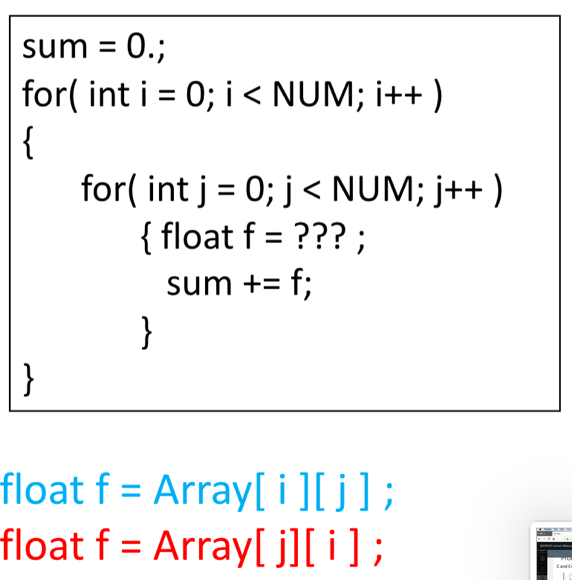 sum = 0.;
for( int i = 0; i < NUM; i++ )
{
for( int j = 0; j < NUM; j++ )
{ float f = ??? ;
sum += f;
}
}
float f = Array[ i ][ j ] ;
float f = Array[ j][ i ] ;